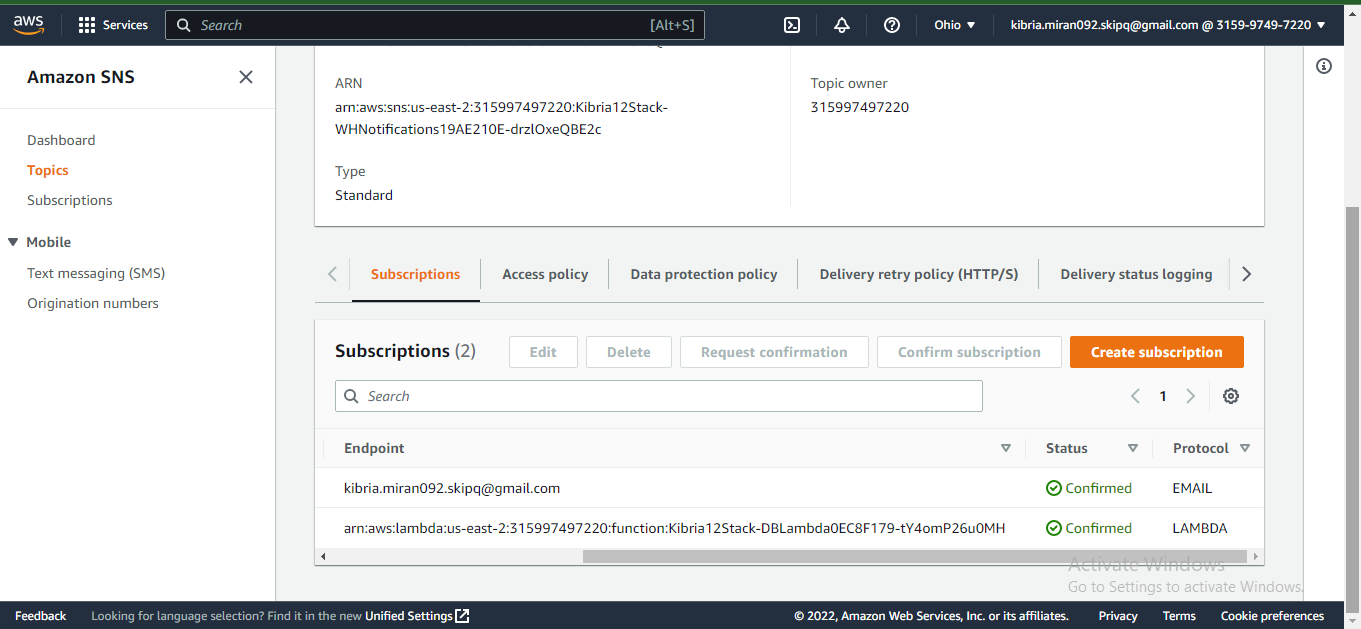 aws
Services
Search
[Alt+S]
Ohio
kibria.miran092.skipq@gmail.com @ 3159-9749-7220
Amazon SNS
Dashboard
Topics
Subscriptions
Mobile
Text messaging (SMS)
Origination numbers
ARN
arn:aws:sns:us-east-2:315997497220:Kibria12Stack-
WHNotifications19AE210E-drzlOxeQBE2c
Topic owner
315997497220
Type
Standard
Subscriptions
Access policy
Data protection policy
Delivery retry policy (HTTP/S)
Delivery status logging
Subscriptions (2)
Edit
Delete
Request confirmation
Confirm subscription
Create subscription
Search
1
Endpoint
Status
Protocol
kibria.miran092.skipq@gmail.com
Confirmed
EMAIL
arn:aws:lambda:us-east-2:315997497220:function:Kibria12Stack-DBLambda0EC8F179-tY4omP26u0MH
Confirmed
LAMBDA
Activate Windows
Go to Settings to activate Windows.
Feedback
Looking for language selection? Find it in the new Unified Settings
© 2022, Amazon Web Services, Inc. or its affiliates.
Privacy
Terms
Cookie preferences